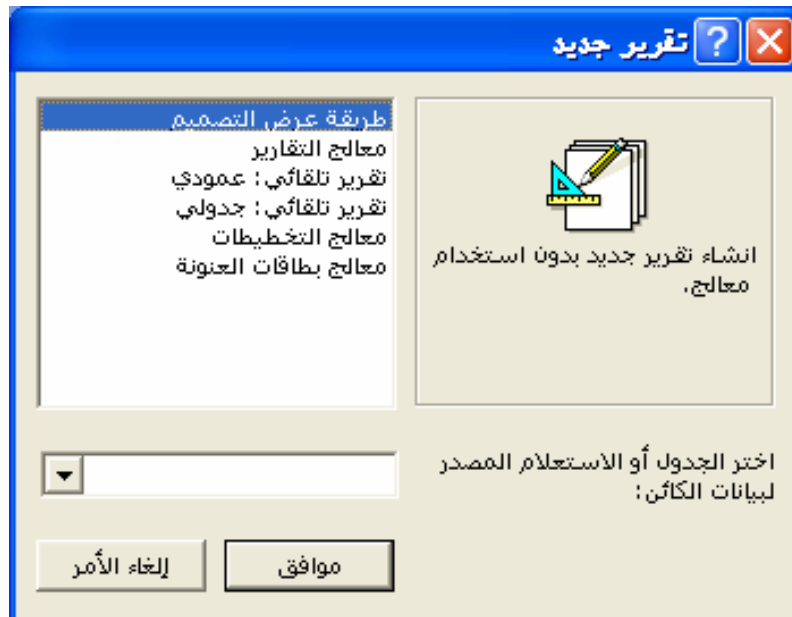 تقرير جديد
انشاء تقرير جديد بدون استخدام
معالج.
طريقة عرض التصميم
معالج التقارير
تقرير تلقائي: عمودي
تقرير تلقائي: جدولي
معالج التخطيطات
معالج بطاقات العنونة
اختر الجدول أو الاستعلام المصدر
لبيانات الكائن:
موافق
إلغاء الأمر